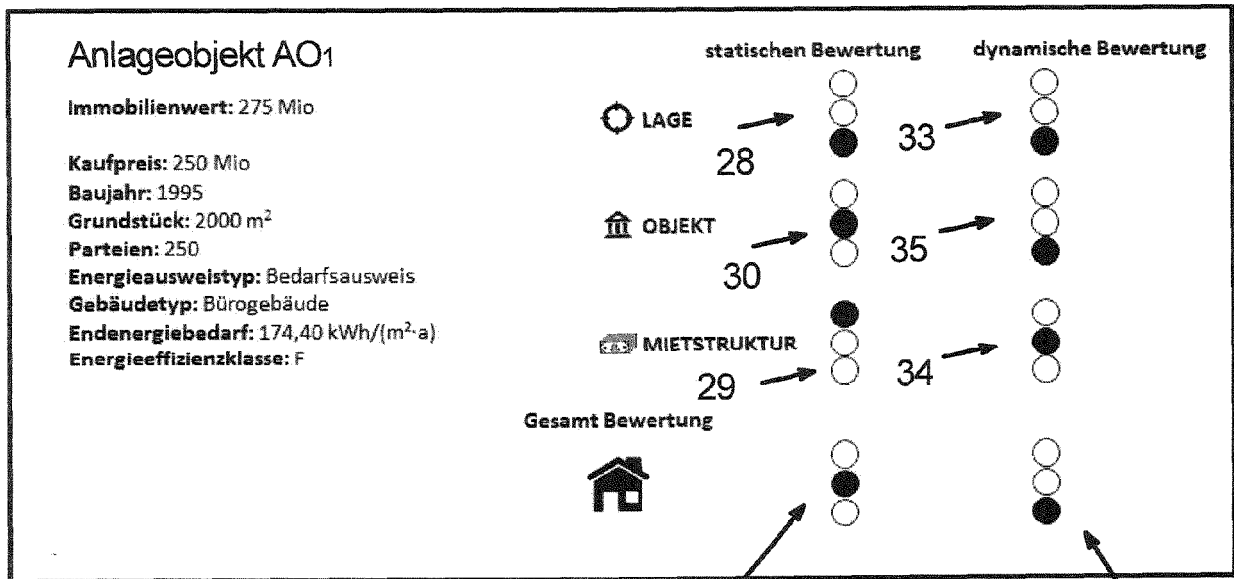 Anlageobjekt AO1
Immobilienwert: 275 Mio
Kaufpreis: 250 Mio
Baujahr: 1995
Grundstück: 2000 m²
Parteien: 250
Energieausweistyp: Bedarfsausweis
Gebäudetyp: Bürogebäude
Endenergiebedarf: 174,40 kWh/(m²·a)
Energieeffizienzklasse: F
statischen Bewertung dynamische Bewertung
LAGE
28 33
OBJEKT
30 35
MIETSTRUKTUR
29 34
Gesamt Bewertung